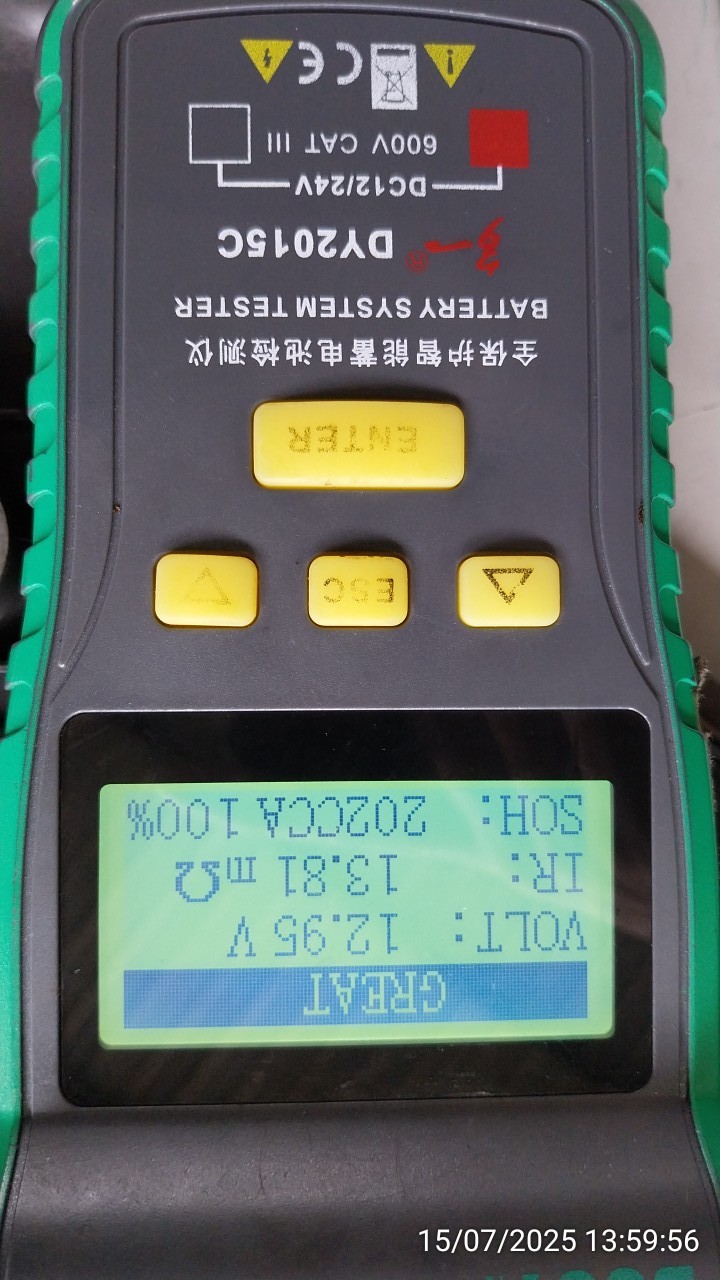 GREAT
VOLT: 12.95 V
IR: 13.81 mΩ
SOH: 202CCA 100%
ESC
ENTER
全保护智能蓄电池检测仪
BATTERY SYSTEM TESTER
® DY2015C
DC12/24V
600V CAT III
CE
15/07/2025 13:59:56